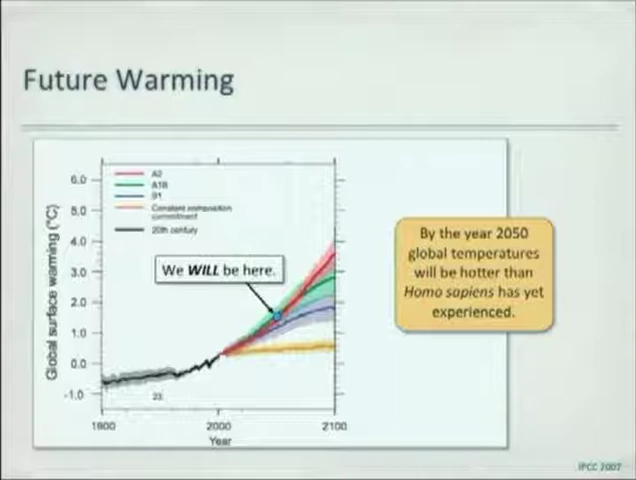 Future Warming
6.0
5.0
4.0
3.0
2.0
1.0
0.0
-1.0
Global surface warming (°C)
A2
A1B
B1
Constant composition
commitment
20th century
We WILL be here.
23
1900
2000
2100
Year
By the year 2050
global temperatures
will be hotter than
Homo sapiens has yet
experienced.
IPCC 2007